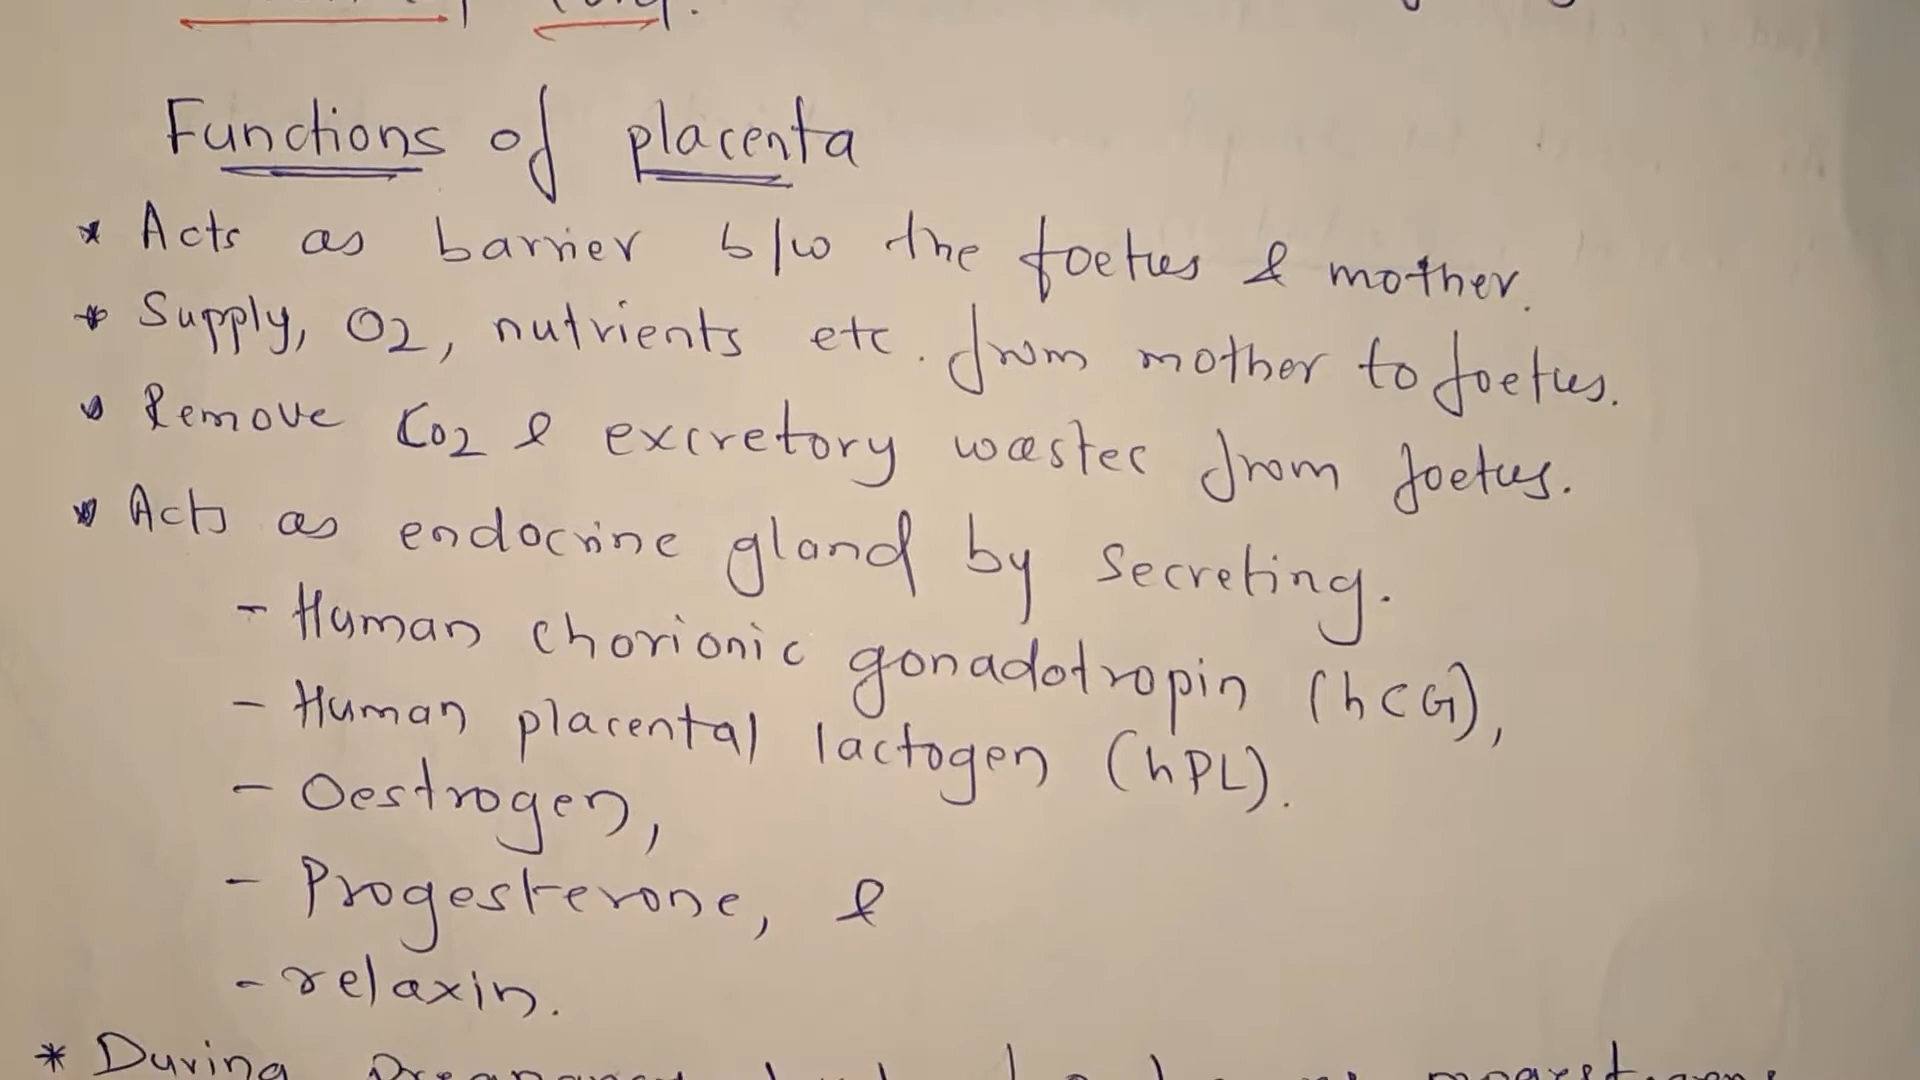 Functions of placenta
* Acts as barrier b/w the foetus & mother.
* Supply, O2, nutrients etc. from mother to foetus.
* Remove CO2 & excretory wastes from foetus.
* Acts as endocrine gland by secreting.
- Human chorionic gonadotropin (hCG),
- Human placental lactogen (hPL).
- Oestrogen,
- Progesterone, &
- relaxin.
* During